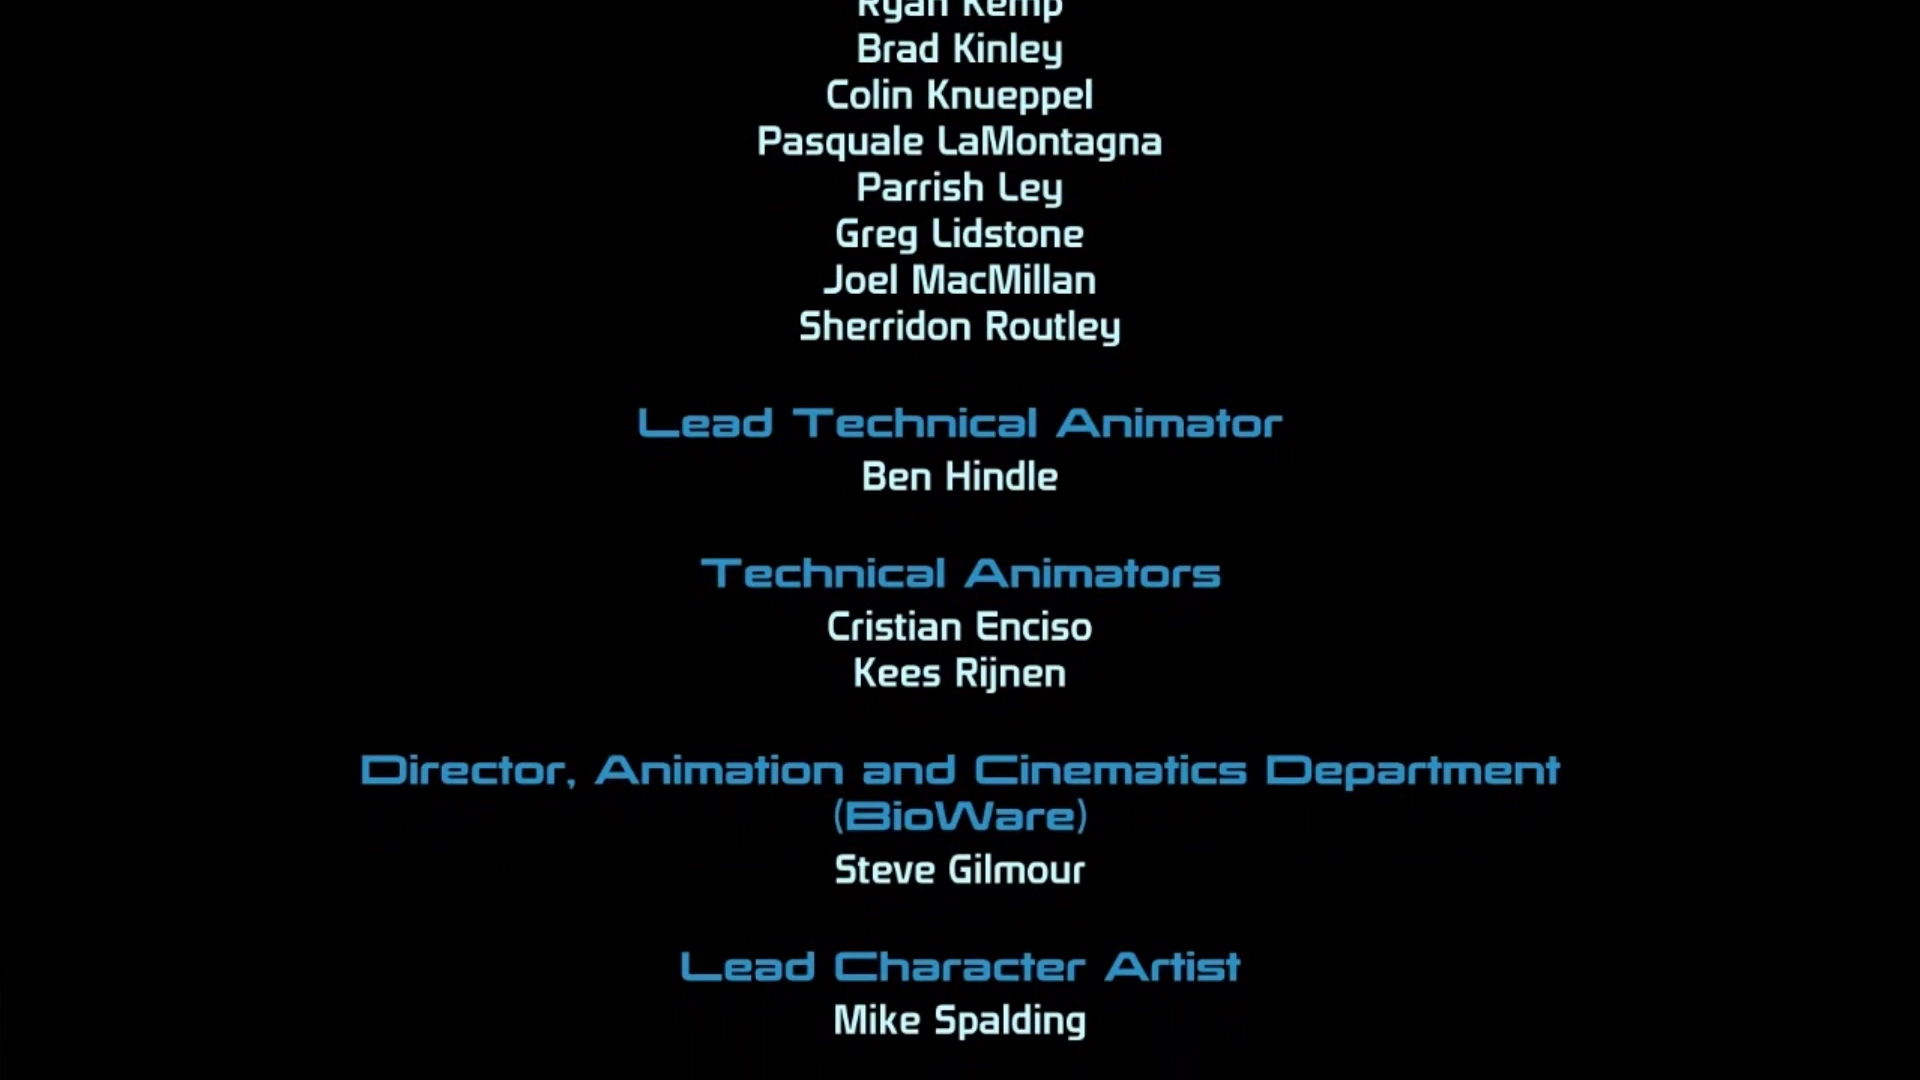 Ryan Kemp
Brad Kinley
Colin Knueppel
Pasquale LaMontagna
Parrish Ley
Greg Lidstone
Joel MacMillan
Sherridon Routley
Lead Technical Animator
Ben Hindle
Technical Animators
Cristian Enciso
Kees Rijnen
Director, Animation and Cinematics Department
(BioWare)
Steve Gilmour
Lead Character Artist
Mike Spalding